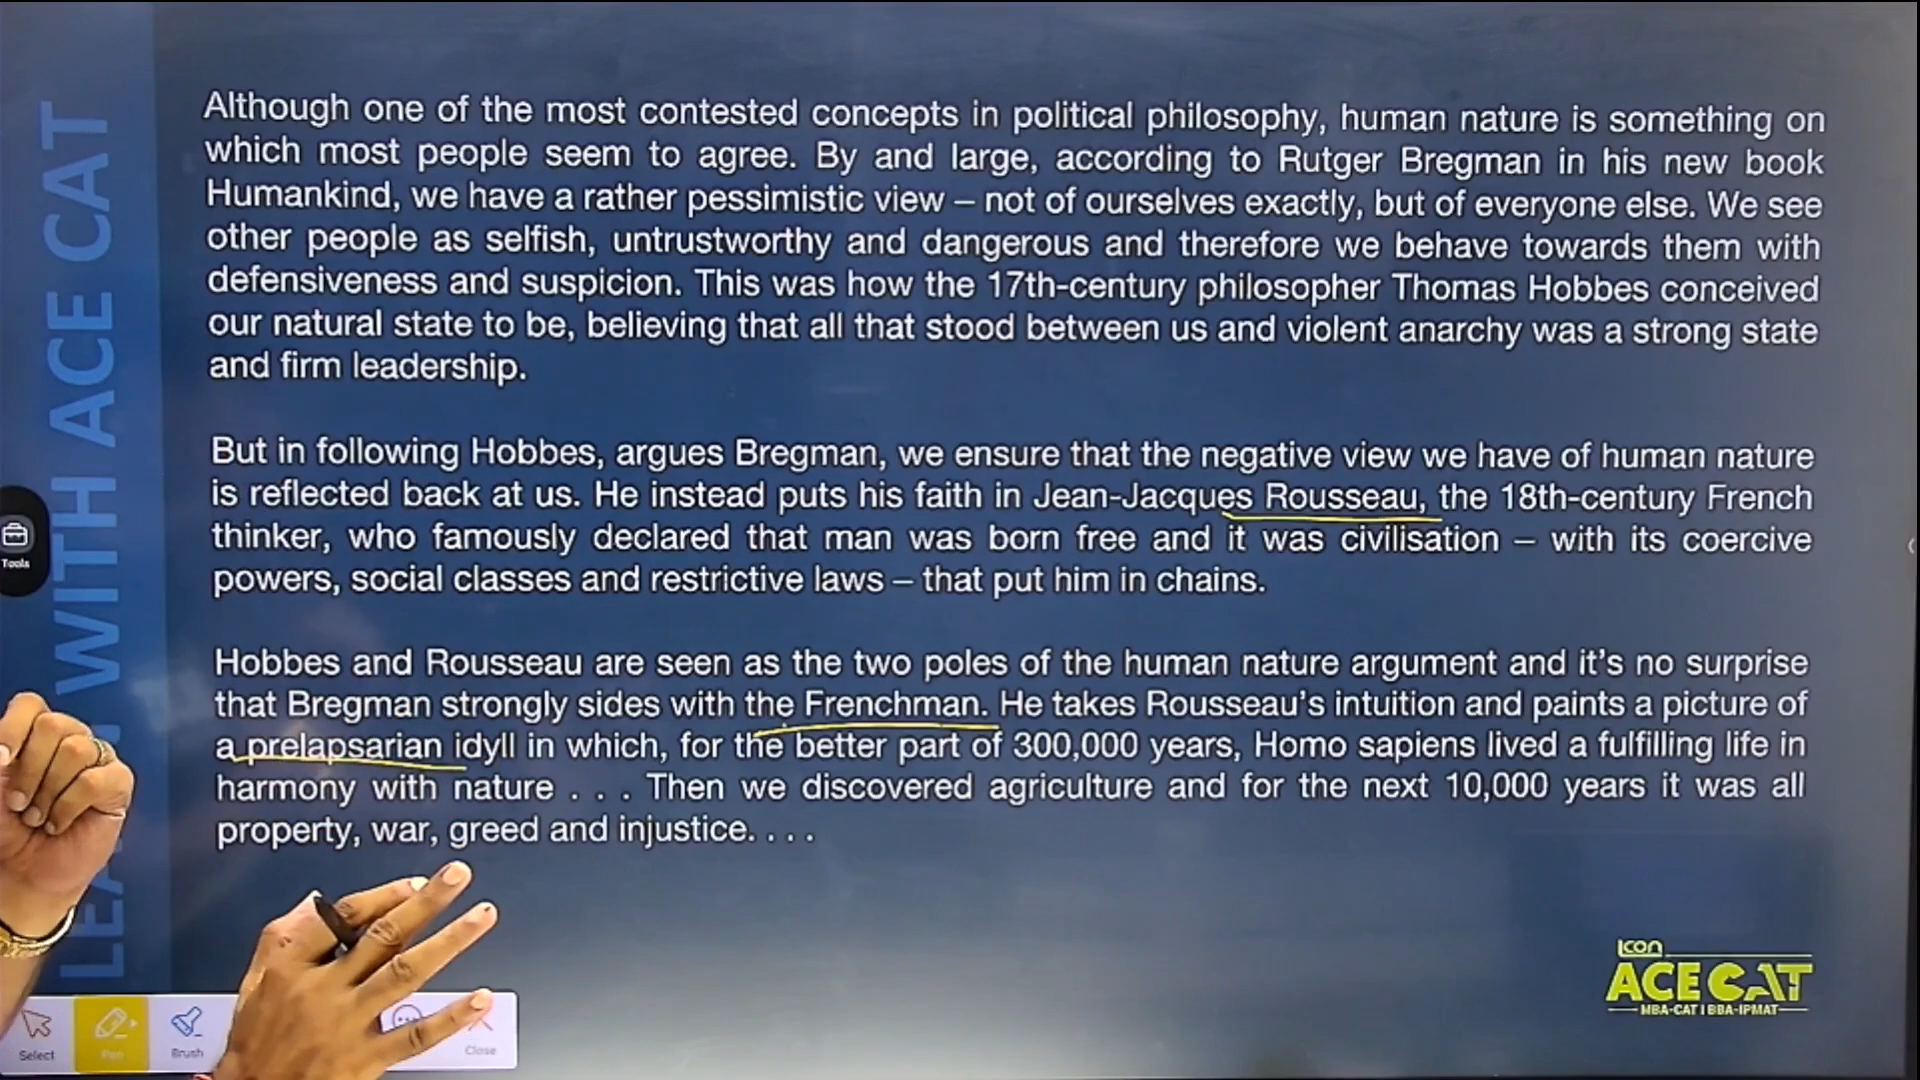 Although one of the most contested concepts in political philosophy, human nature is something on
which most people seem to agree. By and large, according to Rutger Bregman in his new book
Humankind, we have a rather pessimistic view – not of ourselves exactly, but of everyone else. We see
other people as selfish, untrustworthy and dangerous and therefore we behave towards them with
defensiveness and suspicion. This was how the 17th-century philosopher Thomas Hobbes conceived
our natural state to be, believing that all that stood between us and violent anarchy was a strong state
and firm leadership.
But in following Hobbes, argues Bregman, we ensure that the negative view we have of human nature
is reflected back at us. He instead puts his faith in Jean-Jacques Rousseau, the 18th-century French
thinker, who famously declared that man was born free and it was civilisation – with its coercive
powers, social classes and restrictive laws – that put him in chains.
Hobbes and Rousseau are seen as the two poles of the human nature argument and it's no surprise
that Bregman strongly sides with the Frenchman. He takes Rousseau's intuition and paints a picture of
a prelapsarian idyll in which, for the better part of 300,000 years, Homo sapiens lived a fulfilling life in
harmony with nature . . . Then we discovered agriculture and for the next 10,000 years it was all
property, war, greed and injustice. . . .
WITH ACE CAT
Tools
Select
Pen
Brush
Close
icon
ACE CAT
MBA-CAT | BBA-IPMAT